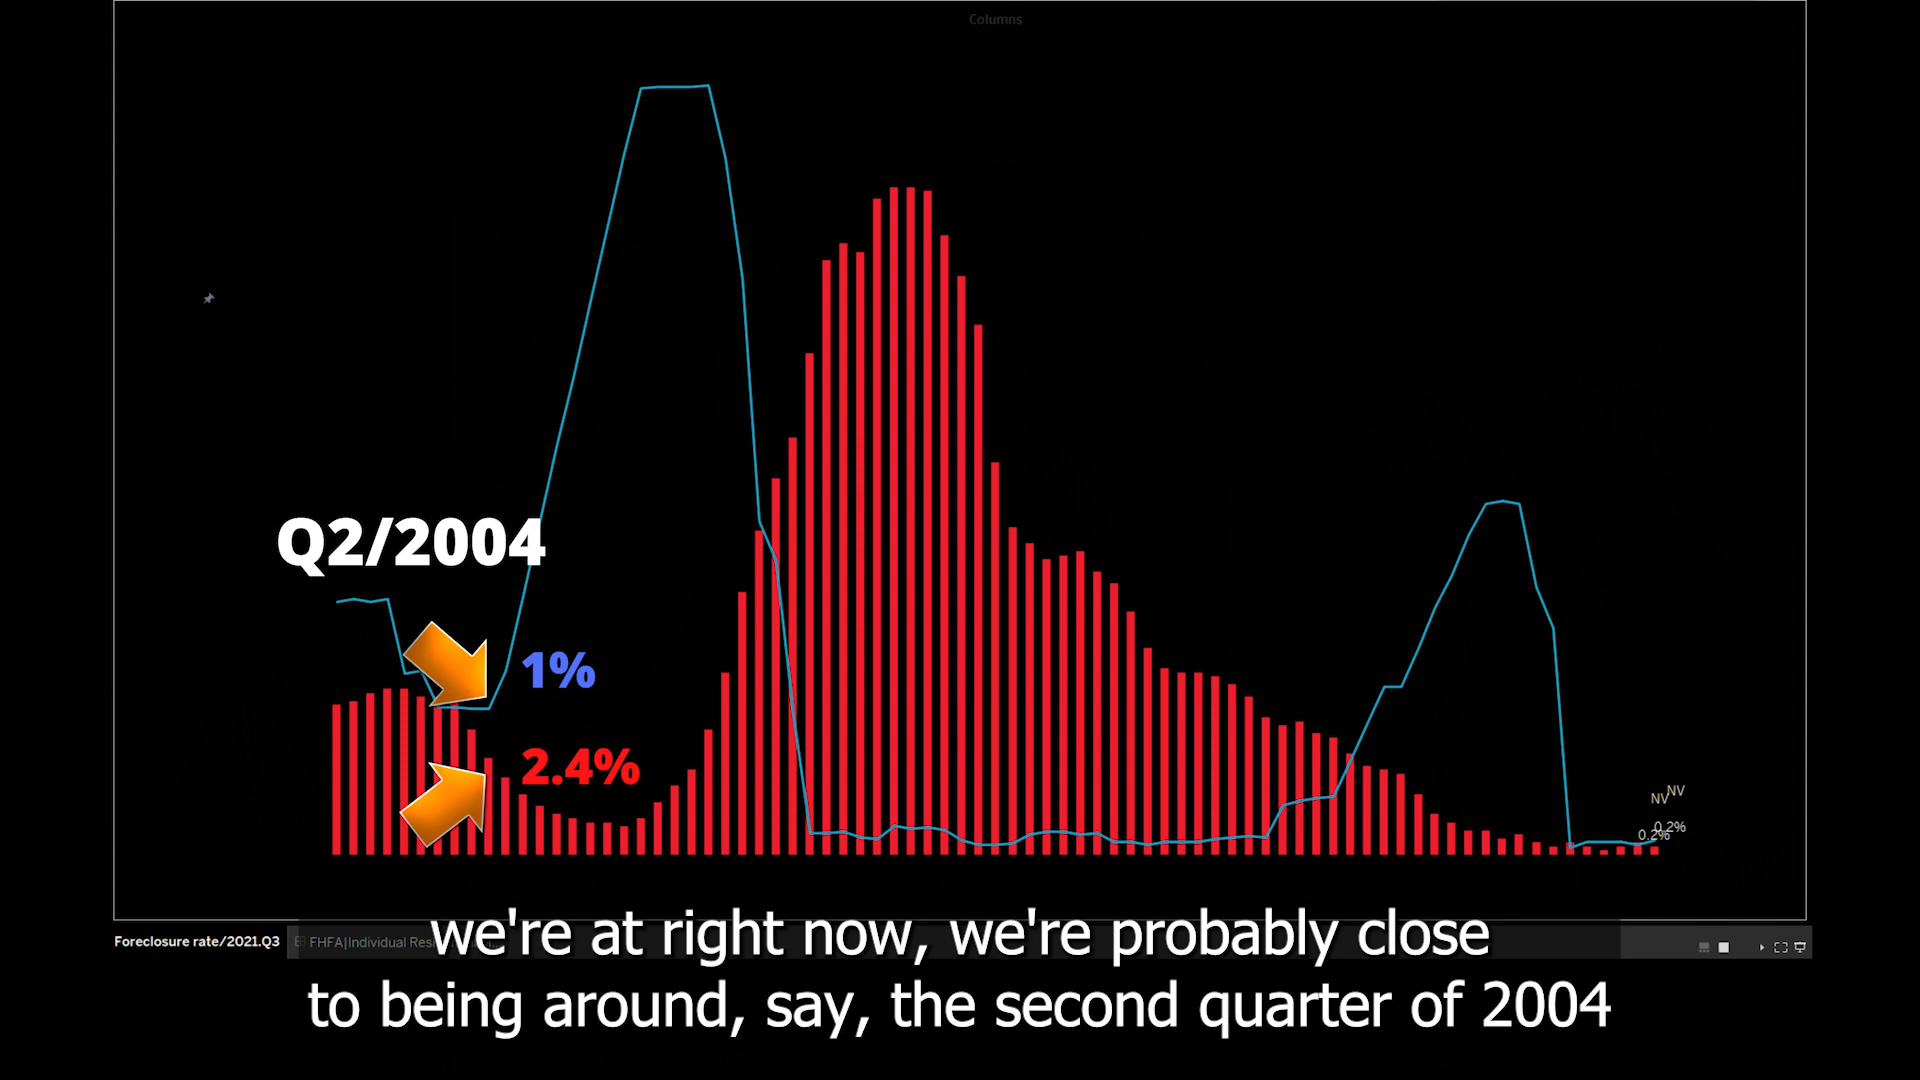 Columns
Q2/2004
1%
2.4%
NV
NV
0.2%
0.2%
Foreclosure rate/2021.Q3
FHFA|Individual Resi
we're at right now, we're probably close
to being around, say, the second quarter of 2004